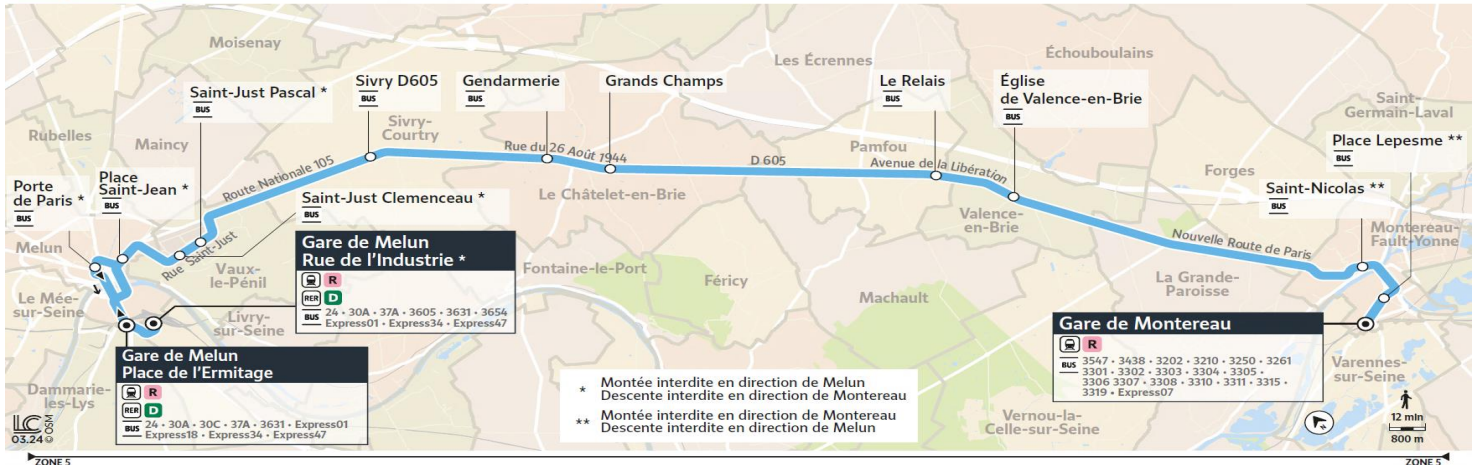 Moisenay
Échouboulains
Les Écrennes
Saint-Just Pascal *
BUS
Sivry D605
BUS
Gendarmerie
BUS
Grands Champs
Le Relais
BUS
Église
de Valence-en-Brie
BUS
Saint-
Germain-Laval
Rubelles
Maincy
Sivry-
Courtry
Rue du 26 Août 1944
D 605
Pamfou
Avenue de la Libération
Place Lepesme **
BUS
Porte
de Paris *
BUS
Place
Saint-Jean *
BUS
Route Nationale 105
Le Châtelet-en-Brie
Forges
Saint-Nicolas **
BUS
Saint-Just Clemenceau *
BUS
Valence-
en-Brie
Melun
Rue Saint-Just
Nouvelle Route de Paris
Montereau-
Fault-Yonne
Vaux-
le-Pénil
Gare de Melun
Rue de l'Industrie *
R
RER D
BUS 24 • 30A • 37A • 3605 • 3631 • 3654
Express01 • Express34 • Express47
Fontaine-le-Port
Féricy
Machault
La Grande-
Paroisse
Le Mée-
sur-Seine
Livry-
sur-Seine
Gare de Montereau
R
BUS 3547 • 3438 • 3202 • 3210 • 3250 • 3261
3301 • 3302 • 3303 • 3304 • 3305 •
3306 3307 • 3308 • 3310 • 3311 • 3315 •
3319 • Express07
Gare de Melun
Place de l'Ermitage
R
RER D
BUS 24 • 30A • 30C • 37A • 3631 • Express01
Express18 • Express34 • Express47
Varennes-
sur-Seine
Dammarie-
les-Lys
* Montée interdite en direction de Melun
Descente interdite en direction de Montereau
** Montée interdite en direction de Montereau
Descente interdite en direction de Melun
Vernou-la-
Celle-sur-Seine
12 min
800 m
LC
03.24 © OSM
ZONE 5
ZONE 5